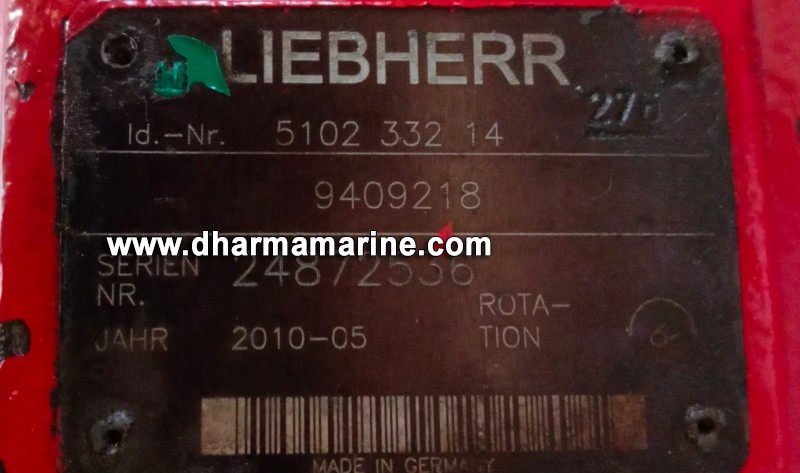 LIEBHERR
Id.-Nr. 5102 332 14
9409218
www.dharmamarine.com
SERIEN NR. 24872536
JAHR 2010-05
ROTA-
TION
MADE IN GERMANY